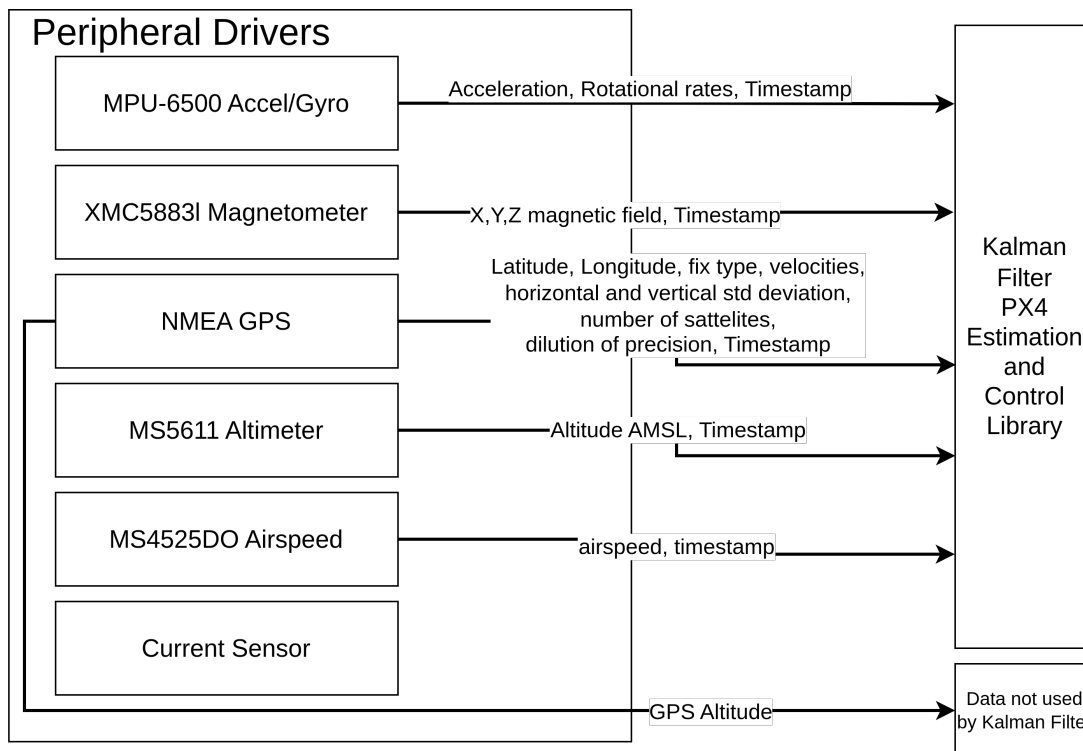 Peripheral Drivers
MPU-6500 Accel/Gyro
Acceleration, Rotational rates, Timestamp
XMC5883l Magnetometer
X,Y,Z magnetic field, Timestamp
NMEA GPS
Latitude, Longitude, fix type, velocities,
horizontal and vertical std deviation,
number of sattelites,
dilution of precision, Timestamp
MS5611 Altimeter
Altitude AMSL, Timestamp
MS4525DO Airspeed
airspeed, timestamp
Current Sensor
GPS Altitude
Kalman
Filter
PX4
Estimation
and
Control
Library
Data not used
by Kalman Filte